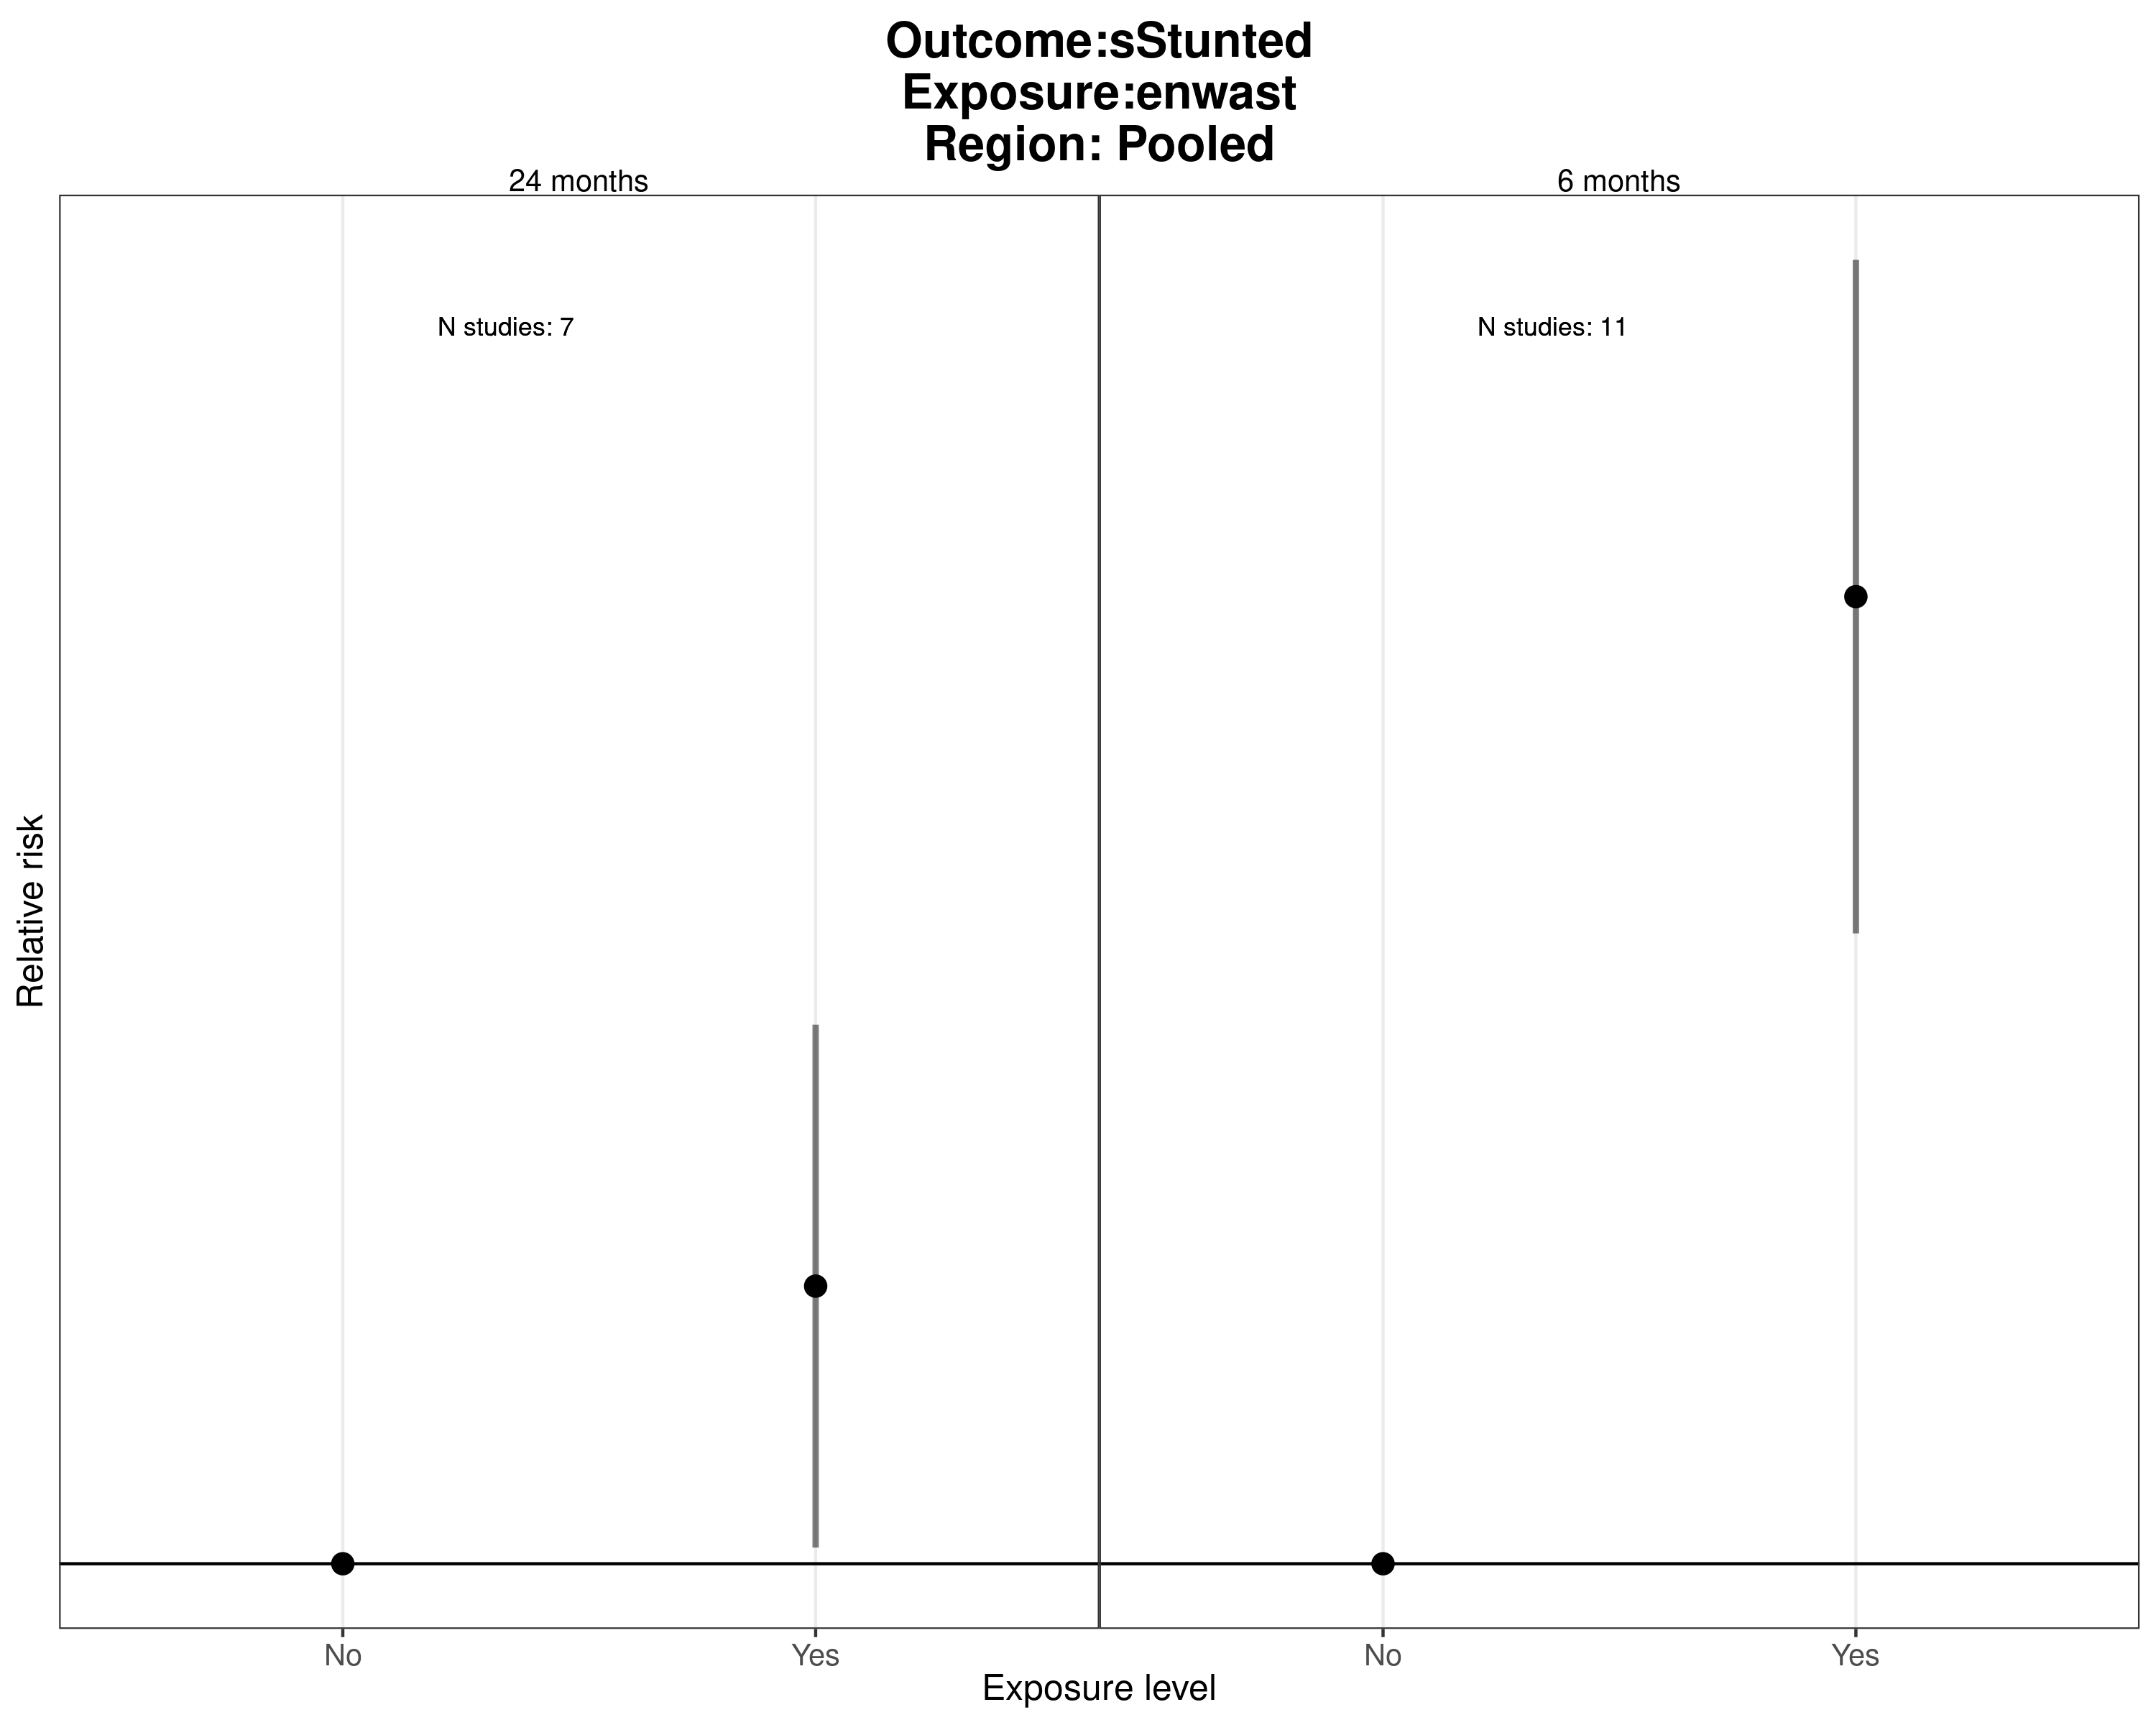 Outcome:sStunted
Exposure:enwast
Region: Pooled
24 months
6 months
N studies: 7
N studies: 11
Relative risk
No
Yes
No
Yes
Exposure level